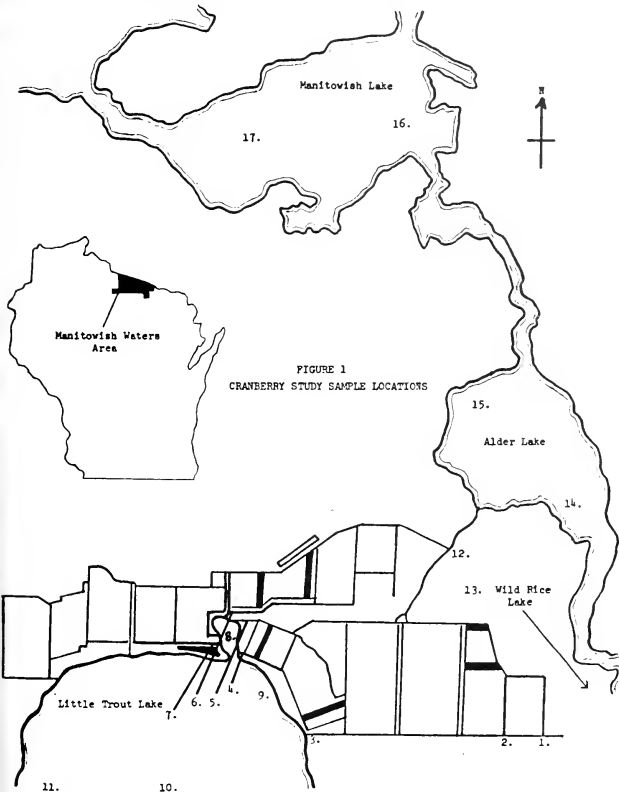 Manitowish Lake
N
16.
17.
Manitowish Waters
Area
FIGURE 1
CRANBERRY STUDY SAMPLE LOCATIONS
15.
Alder Lake
14.
12.
13. Wild Rice
Lake
8.
Little Trout Lake
7.
6.
5.
4.
9.
3.
2.
1.
11.
10.